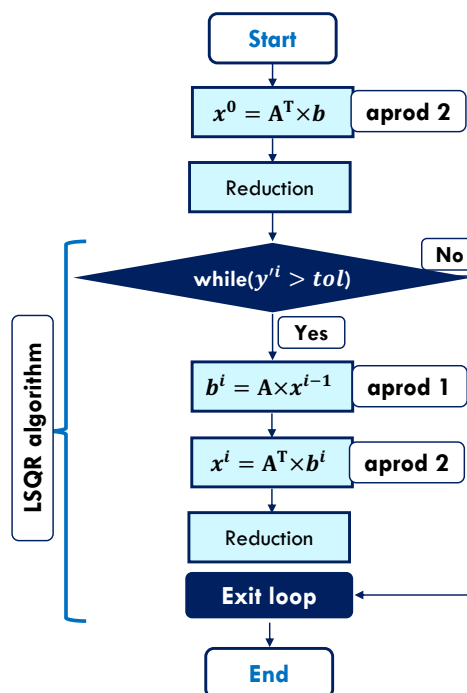 Start
x⁰ = Aᵀ×b
aprod 2
Reduction
No
while(y′ⁱ > tol)
Yes
bⁱ = A×xⁱ⁻¹
aprod 1
xⁱ = Aᵀ×bⁱ
aprod 2
Reduction
Exit loop
End
LSQR algorithm